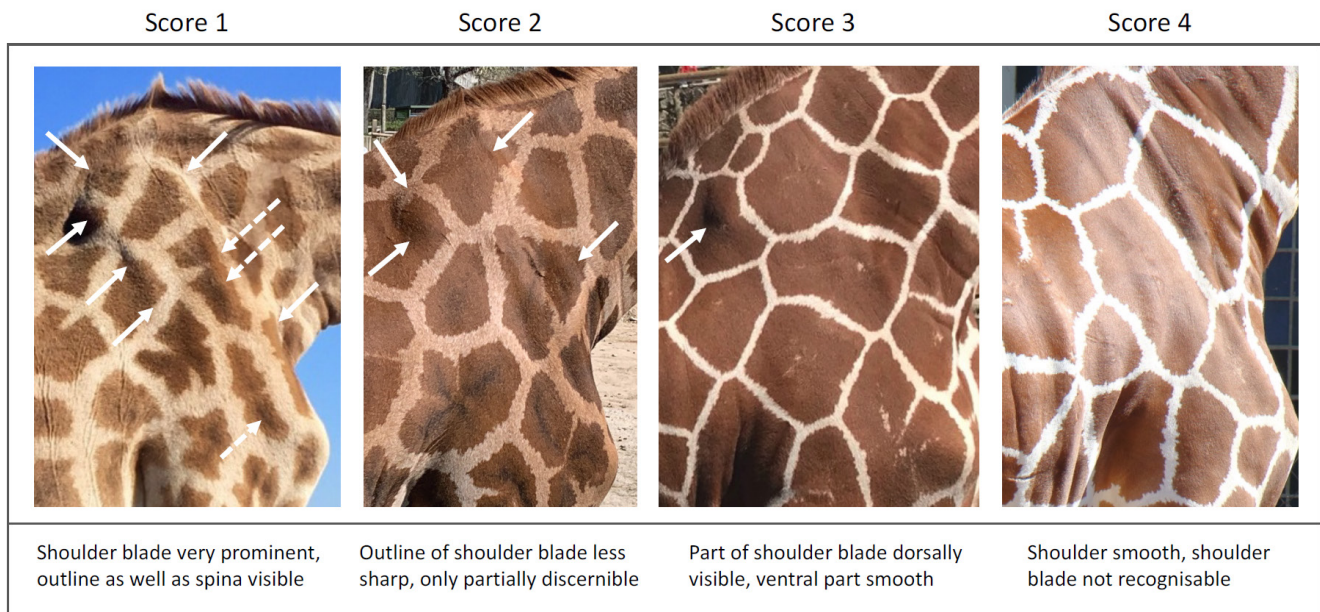 Score 1
Score 2
Score 3
Score 4
Shoulder blade very prominent,
outline as well as spina visible
Outline of shoulder blade less
sharp, only partially discernible
Part of shoulder blade dorsally
visible, ventral part smooth
Shoulder smooth, shoulder
blade not recognisable